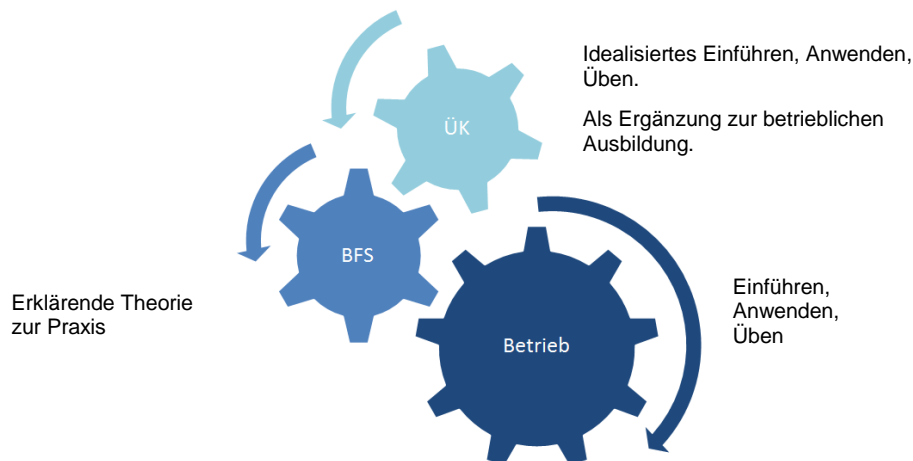 Idealisiertes Einführen, Anwenden,
Üben.
Als Ergänzung zur betrieblichen
Ausbildung.
ÜK
BFS
Erklärende Theorie
zur Praxis
Einführen,
Anwenden,
Üben
Betrieb